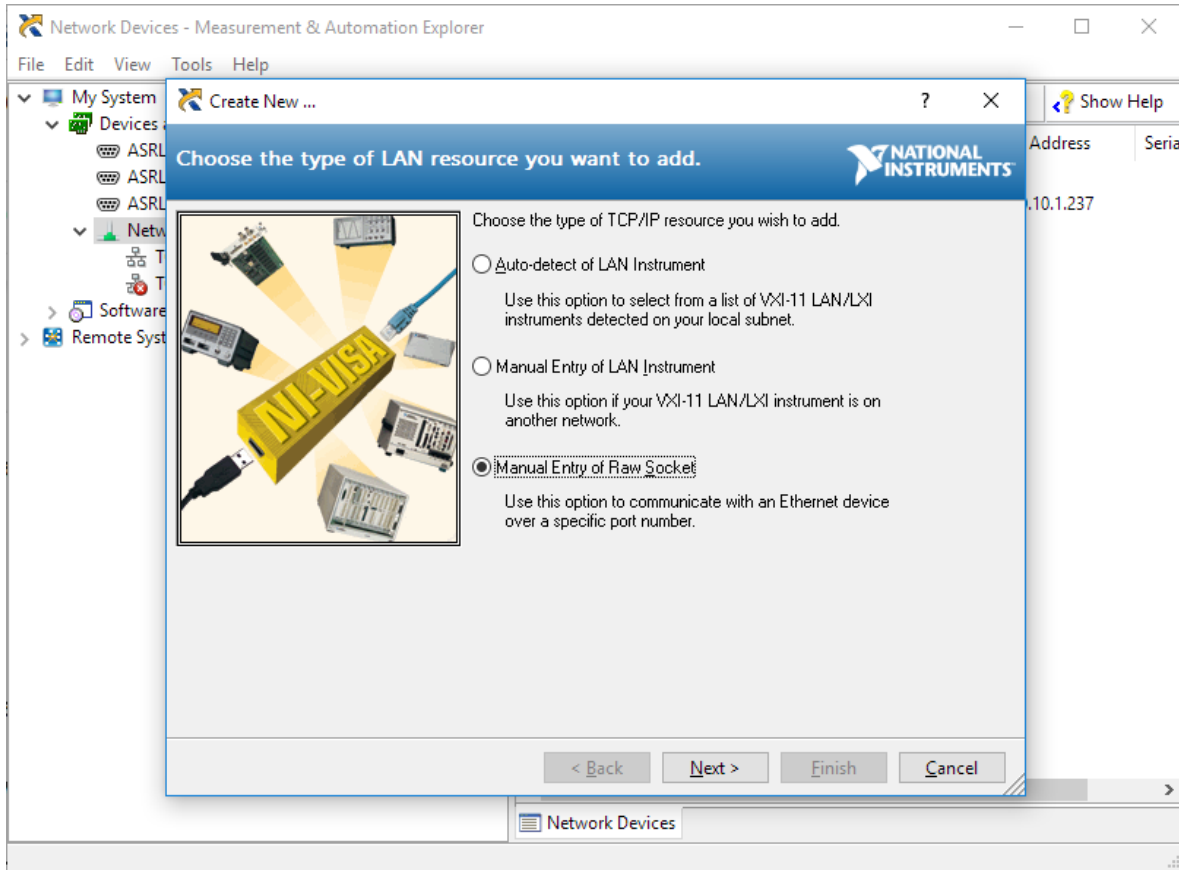 Network Devices - Measurement & Automation Explorer
File Edit View Tools Help
My System
Devices
ASRL
ASRL
ASRL
Netw
Software
Remote Syst
Create New ...
?
Choose the type of LAN resource you want to add.
NATIONAL
INSTRUMENTS
NI-VISA
Choose the type of TCP/IP resource you wish to add.
Auto-detect of LAN Instrument
Use this option to select from a list of VXI-11 LAN/LXI
instruments detected on your local subnet.
Manual Entry of LAN Instrument
Use this option if your VXI-11 LAN/LXI instrument is on
another network.
Manual Entry of Raw Socket
Use this option to communicate with an Ethernet device
over a specific port number.
< Back Next > Finish Cancel
Show Help
Address Seria
.10.1.237
Network Devices